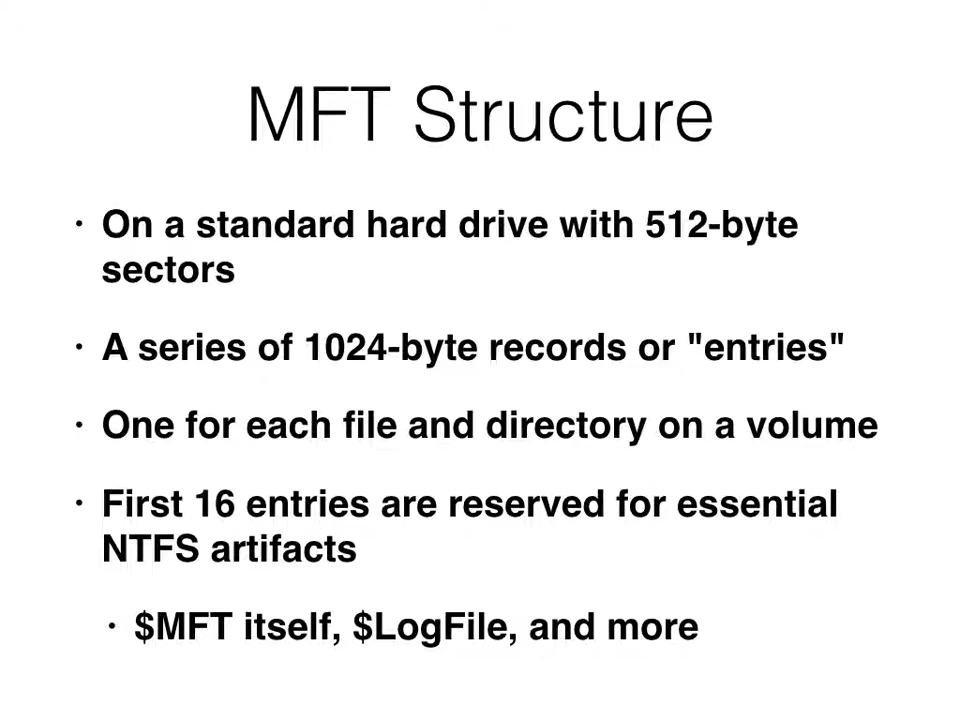 MFT Structure
• On a standard hard drive with 512-byte
sectors
• A series of 1024-byte records or "entries"
• One for each file and directory on a volume
• First 16 entries are reserved for essential
NTFS artifacts
• $MFT itself, $LogFile, and more